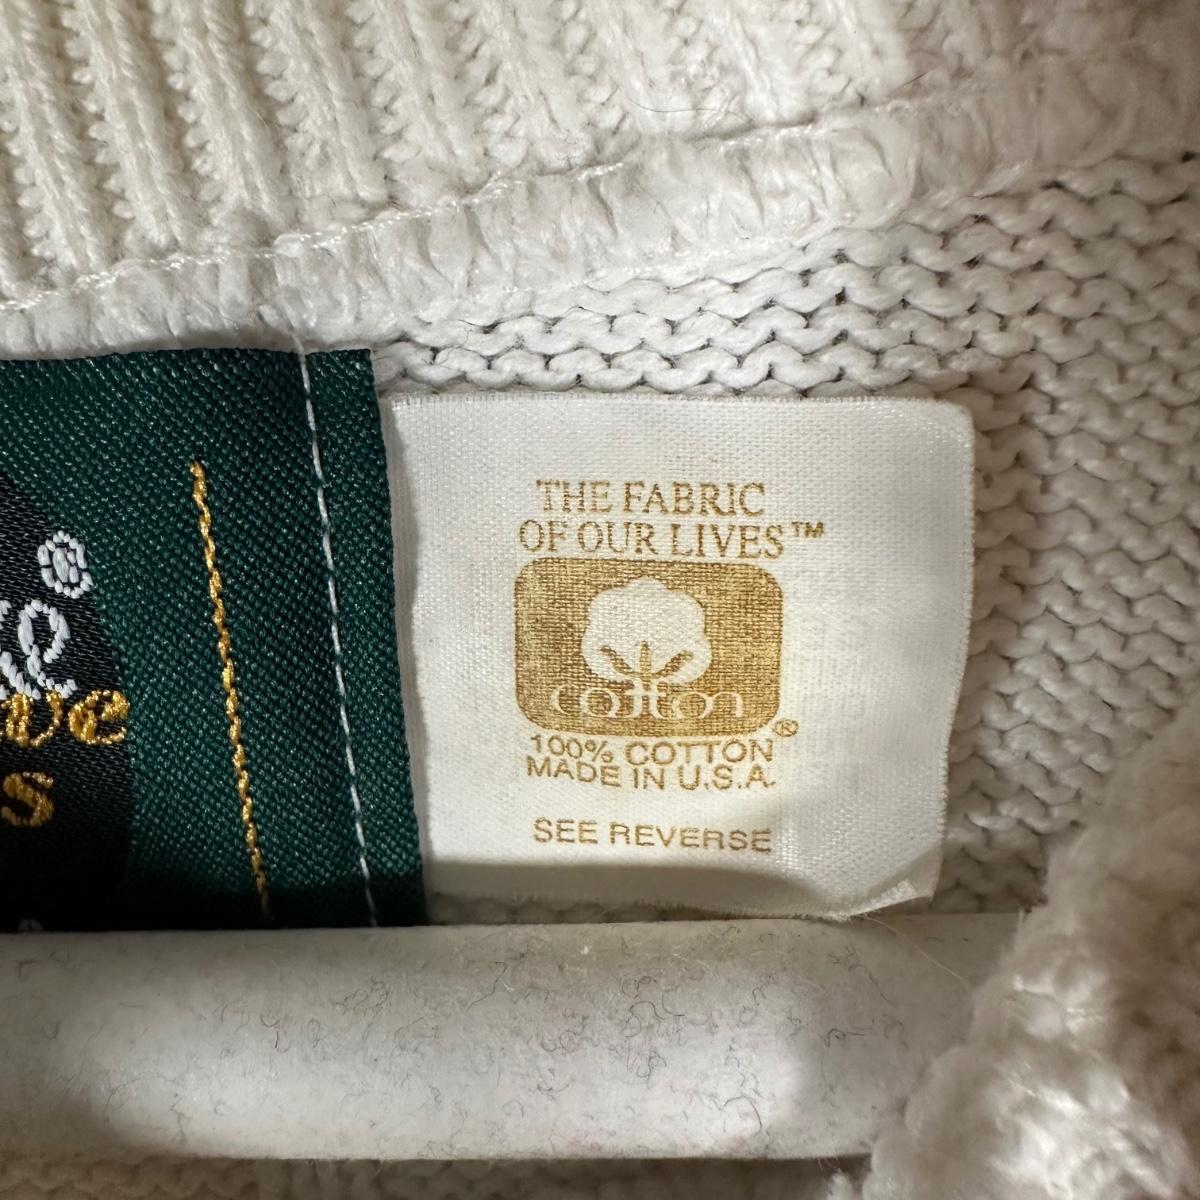 THE FABRIC
OF OUR LIVES™
cotton®
100% COTTON
MADE IN U.S.A.
SEE REVERSE